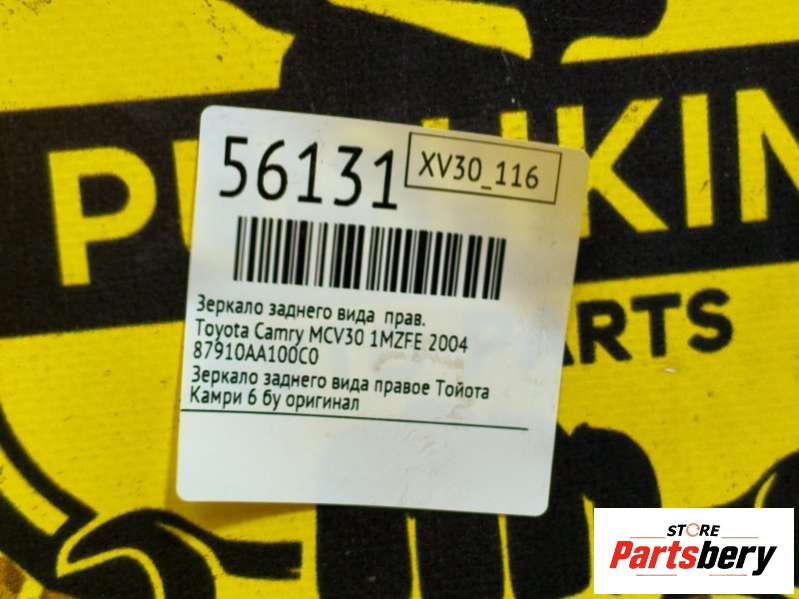 56131
XV30_116
Зеркало заднего вида прав.
Toyota Camry MCV30 1MZFE 2004
87910AA100C0
Зеркало заднего вида правое Тойота
Камри 6 бу оригинал
STORE
Partsbery